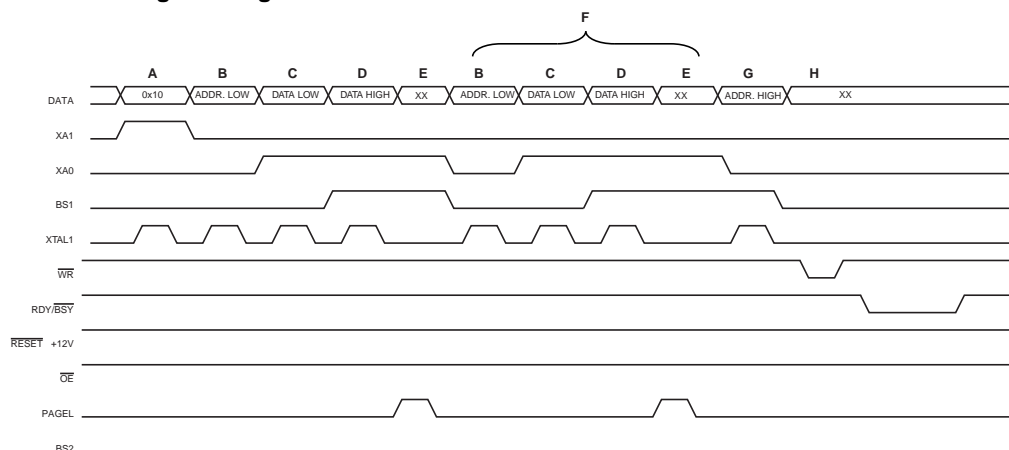 F
A B C D E B C D E G H
DATA 0x10 ADDR. LOW DATA LOW DATA HIGH XX ADDR. LOW DATA LOW DATA HIGH XX ADDR. HIGH XX
XA1
XA0
BS1
XTAL1
WR
RDY/BSY
RESET +12V
OE
PAGEL
BS2